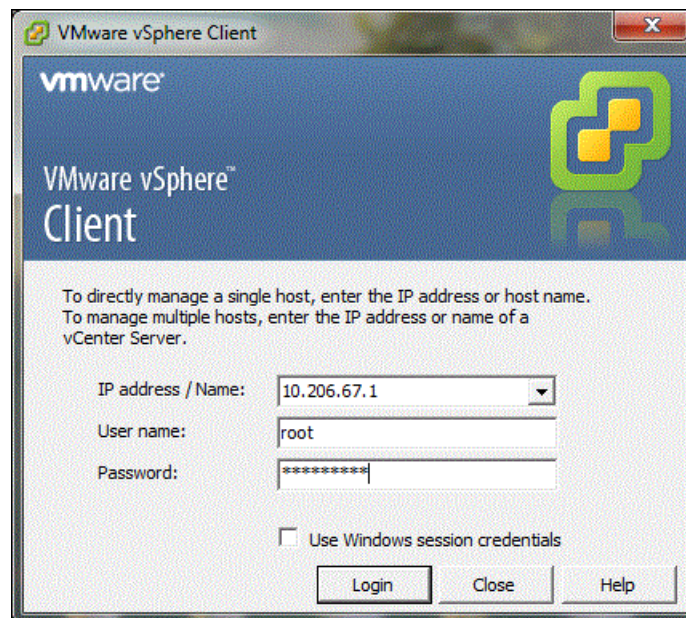 VMware vSphere Client
vmware®
VMware vSphere™
Client
To directly manage a single host, enter the IP address or host name.
To manage multiple hosts, enter the IP address or name of a
vCenter Server.
IP address / Name: 10.206.67.1
User name: root
Password: *********
Use Windows session credentials
Login Close Help